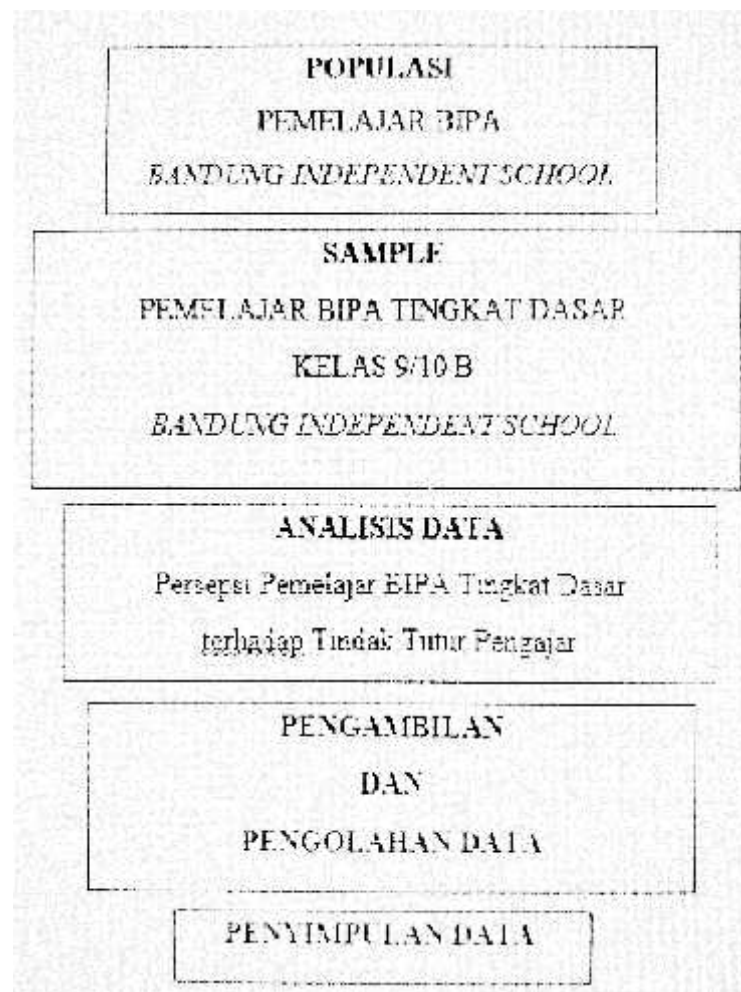 POPULASI
PEMELAJAR BIPA
BANDUNG INDEPENDENT SCHOOL
SAMPLE
PEMELAJAR BIPA TINGKAT DASAR
KELAS 9/10 B
BANDUNG INDEPENDENT SCHOOL
ANALISIS DATA
Persepsi Pemelajar BIPA Tingkat Dasar
terhadap Tindak Tutur Pengajar
PENGAMBILAN
DAN
PENGOLAHAN DATA
PENYIMPULAN DATA